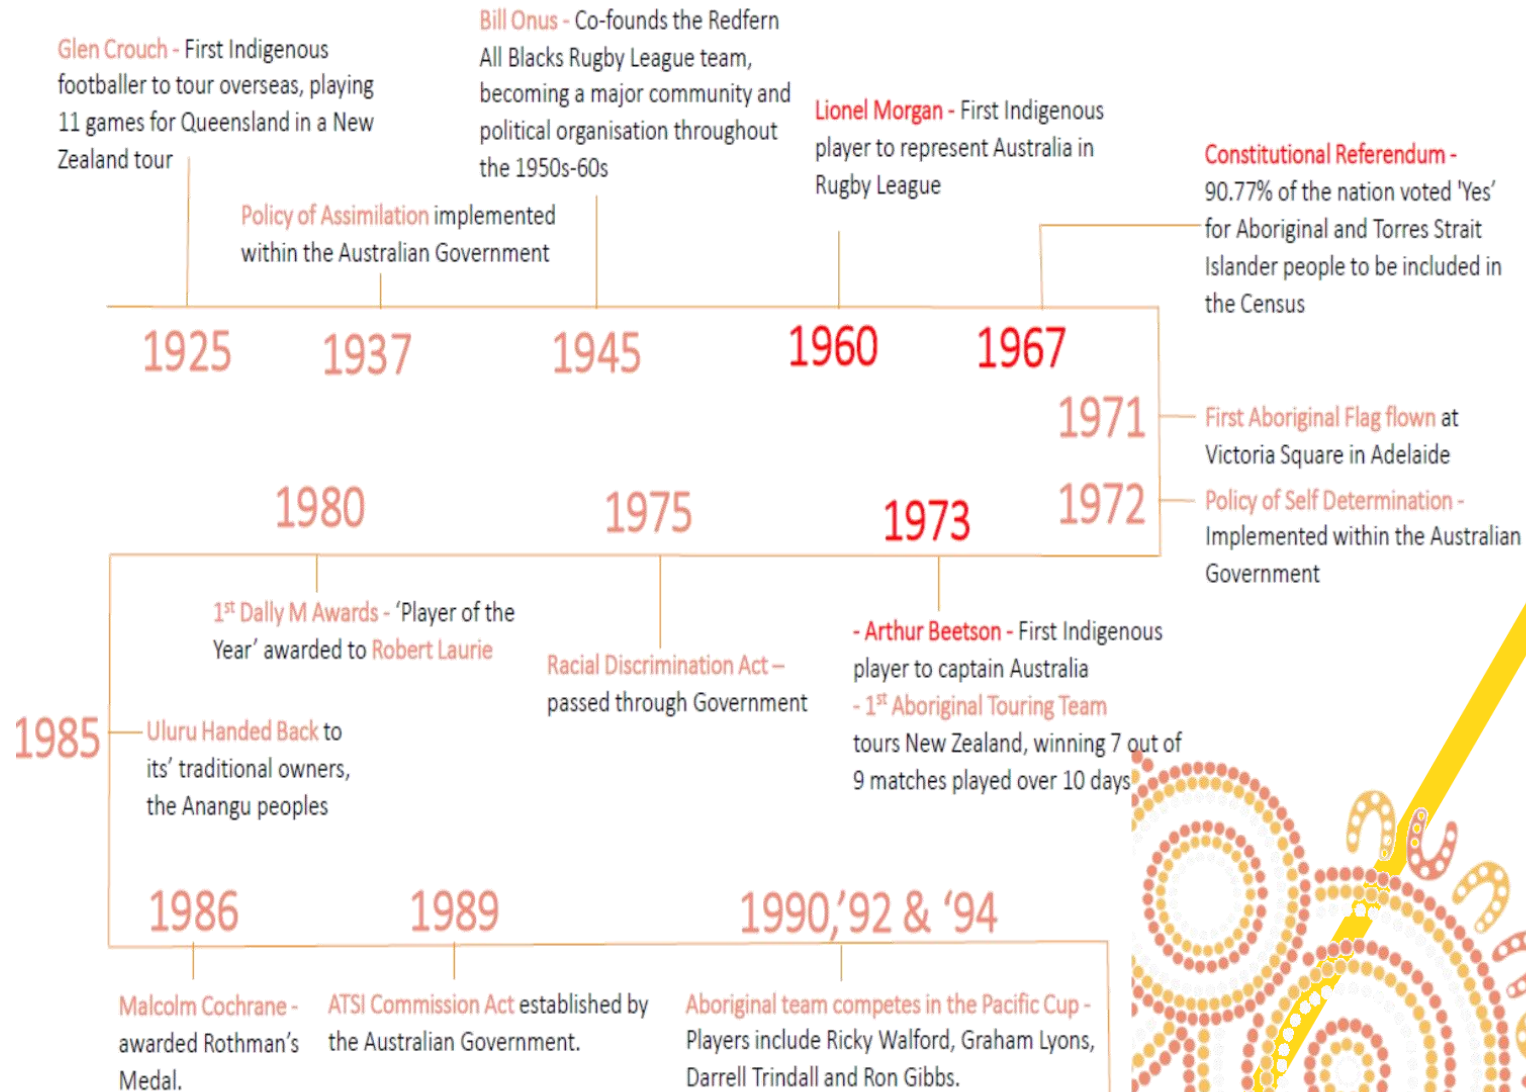 Glen Crouch - First Indigenous
footballer to tour overseas, playing
11 games for Queensland in a New
Zealand tour
Policy of Assimilation implemented
within the Australian Government
Bill Onus - Co-founds the Redfern
All Blacks Rugby League team,
becoming a major community and
political organisation throughout
the 1950s-60s
Lionel Morgan - First Indigenous
player to represent Australia in
Rugby League
Constitutional Referendum -
90.77% of the nation voted 'Yes’
for Aboriginal and Torres Strait
Islander people to be included in
the Census
1925
1937
1945
1960
1967
1971
First Aboriginal Flag flown at
Victoria Square in Adelaide
1972
Policy of Self Determination -
Implemented within the Australian
Government
1973
- Arthur Beetson - First Indigenous
player to captain Australia
- 1st Aboriginal Touring Team
tours New Zealand, winning 7 out of
9 matches played over 10 days
1975
Racial Discrimination Act –
passed through Government
1980
1st Dally M Awards - ‘Player of the
Year’ awarded to Robert Laurie
1985
Uluru Handed Back to
its’ traditional owners,
the Anangu peoples
1986
Malcolm Cochrane -
awarded Rothman’s
Medal.
1989
ATSI Commission Act established by
the Australian Government.
1990,’92 & ‘94
Aboriginal team competes in the Pacific Cup -
Players include Ricky Walford, Graham Lyons,
Darrell Trindall and Ron Gibbs.